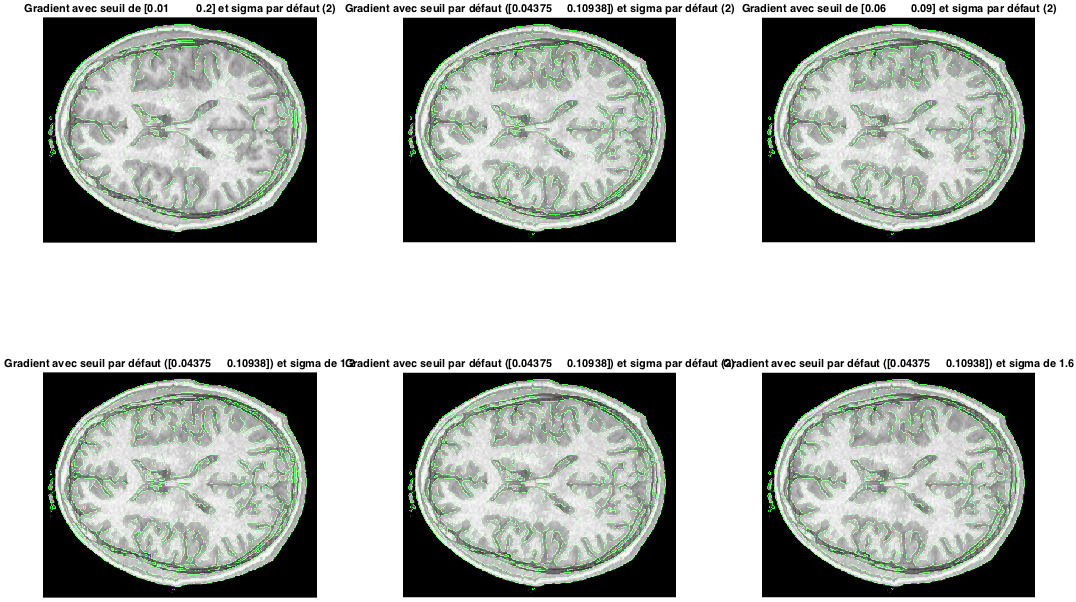 Gradient avec seuil de [0.01 0.2] et sigma par défaut (2)
Gradient avec seuil par défaut ([0.04375 0.10938]) et sigma par défaut (2)
Gradient avec seuil de [0.06 0.09] et sigma par défaut (2)
Gradient avec seuil par défaut ([0.04375 0.10938]) et sigma de
Gradient avec seuil par défaut ([0.04375 0.10938]) et sigma par défaut
Gradient avec seuil par défaut ([0.04375 0.10938]) et sigma de 1.6